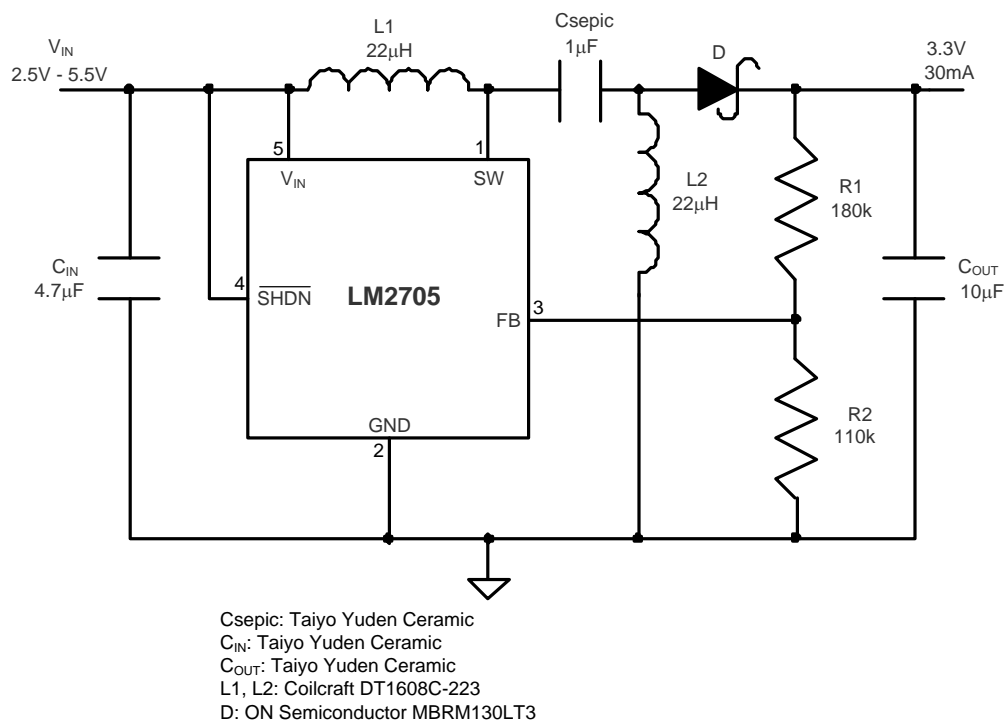 V_IN
2.5V - 5.5V
L1
22μH
Csepic
1μF
D
3.3V
30mA
5
V_IN
1
SW
L2
22μH
R1
180k
C_IN
4.7μF
4
SHDN
LM2705
3
FB
C_OUT
10μF
GND
2
R2
110k
Csepic: Taiyo Yuden Ceramic
C_IN: Taiyo Yuden Ceramic
C_OUT: Taiyo Yuden Ceramic
L1, L2: Coilcraft DT1608C-223
D: ON Semiconductor MBRM130LT3